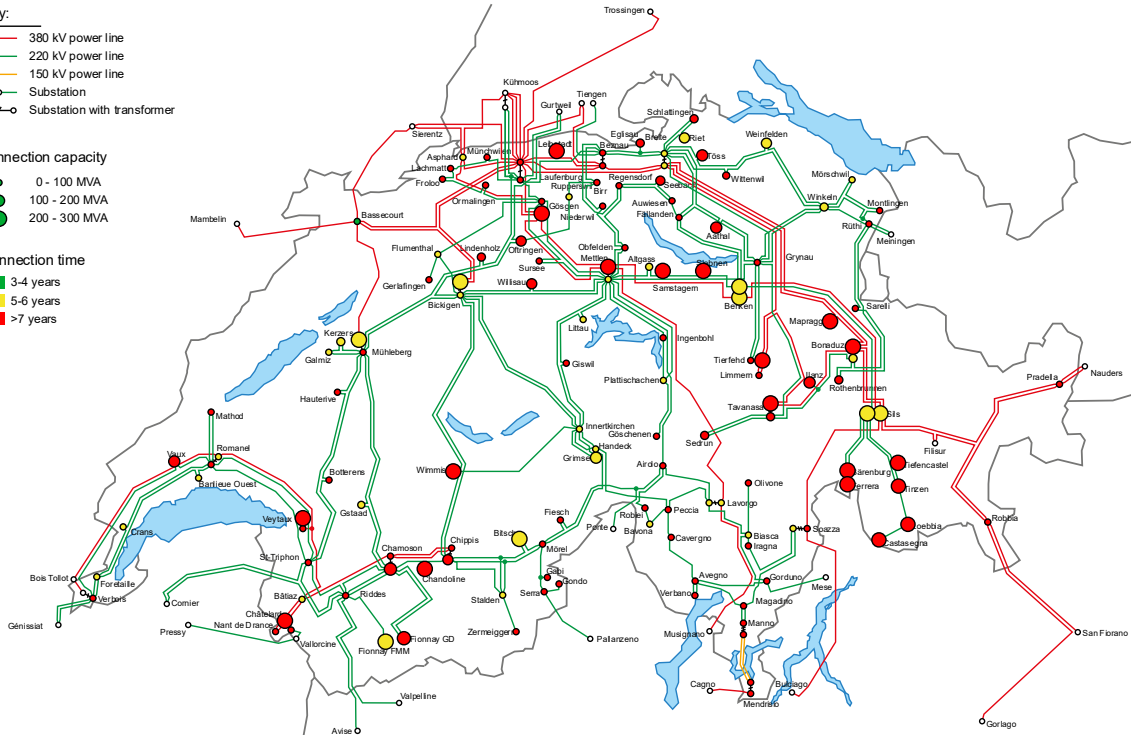 y:
380 kV power line
220 kV power line
150 kV power line
Substation
Substation with transformer
nnection capacity
0 - 100 MVA
100 - 200 MVA
200 - 300 MVA
nnection time
3-4 years
5-6 years
>7 years
Trossingen
Kühmoos
Tiengen
Gurtweil
Schlattingen
Sierentz
Eglisau
Breite
Riet
Weinfelden
Asphard
Münchwilen
Leibstadt
Beznau
Töss
Lachmatt
Froloo
Laufenburg
Regensdorf
Seebach
Wittenwil
Mörschwil
Rupperswil
Birr
Ormalingen
Auwiesen
Winkeln
Montlingen
Mambelin
Bassecourt
Gösgen
Niederwil
Fällanden
Aathal
Rüthi
Meiningen
Flumenthal
Lindenholz
Oftringen
Obfelden
Mettlen
Altgass
Siebnen
Grynau
Sursee
Gerlafingen
Willisau
Samstagern
Bickigen
Benken
Sarelli
Littau
Mapragg
Kerzers
Galmiz
Mühleberg
Ingenbohl
Bonaduz
Giswil
Tierfehd
Limmern
Ilanz
Plattischachen
Rothenbrunnen
Pradella
Nauders
Hauterive
Tavanasa
Mathod
Sils
Innertkirchen
Göschenen
Sedrun
Romanel
Handeck
Filisur
Vaux
Grimsel
Airolo
Tiefencastel
Wimmis
Bärenburg
Banlieue Ouest
Botterens
Olivone
Ferrera
Tinzen
Gstaad
Lavorgo
Veytaux
Fiesch
Robiei
Peccia
Robbia
Crans
Ponte
Bavona
Soazza
Löbbia
Bitsch
Biasca
Castasegna
St-Triphon
Chamoson
Chippis
Mörel
Cavergno
Iragna
Bois Tollot
Foretaille
Chandoline
Gabi
Gondo
Avegno
Gorduno
Mese
Verbois
Cornier
Bâtiaz
Riddes
Stalden
Serra
Verbano
Magadino
Châtelard
Génissiat
Pressy
Nant de Drance
Zermeiggern
Pallanzeno
Musignano
Manno
San Fiorano
Vallorcine
Fionnay GD
Fionnay FMM
Cagno
Bulciago
Valpelline
Mendrisio
Gorlago
Avise